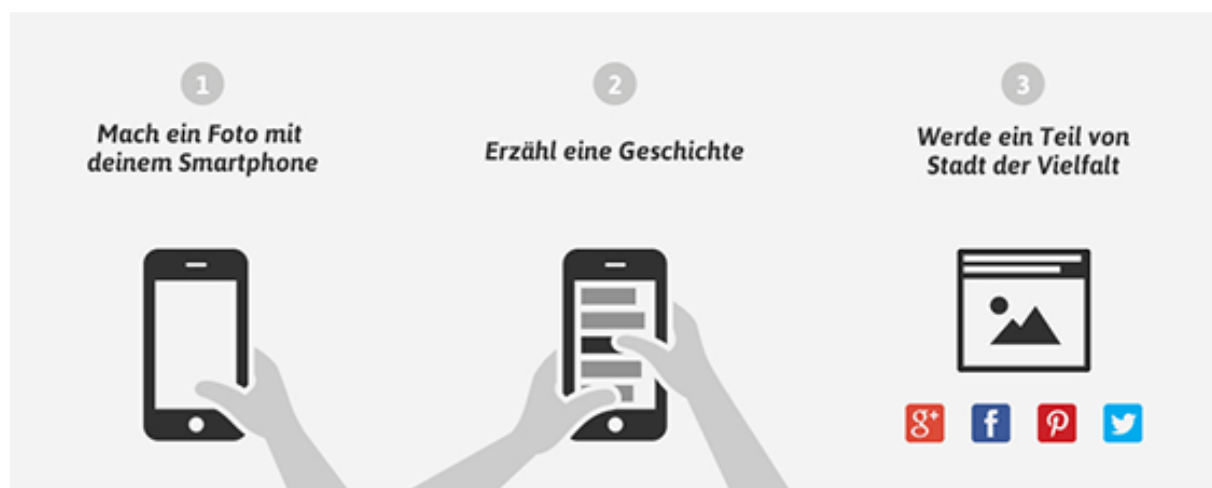 1
Mach ein Foto mit
deinem Smartphone
2
Erzähl eine Geschichte
3
Werde ein Teil von
Stadt der Vielfalt
g+ f p